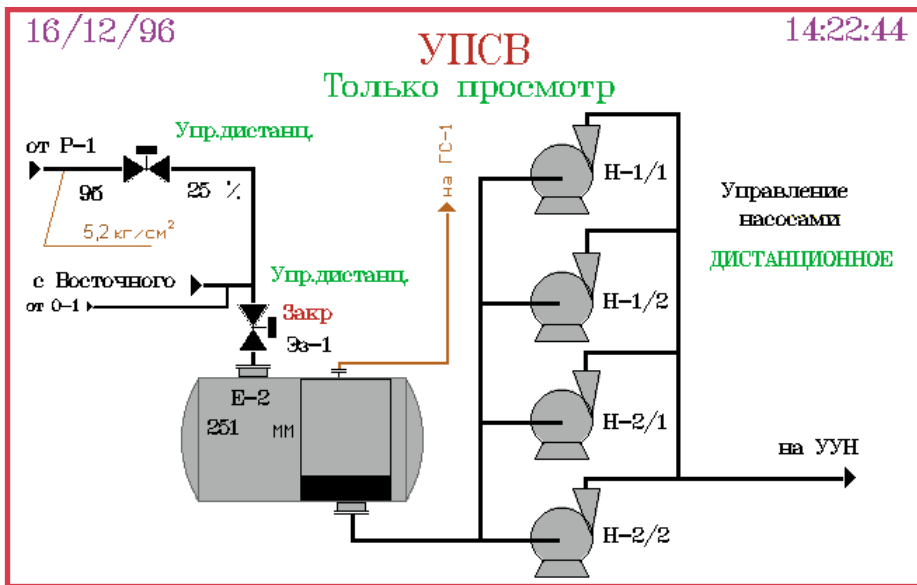 16/12/96
14:22:44
УПСВ
Только просмотр
Упр.дистанц.
от Р-1
96
25 %
5,2 кг/см²
на ГС-1
Н-1/1
Управление
насосами
ДИСТАНЦИОННОЕ
с Восточного
от О-1
Упр.дистанц.
Закр
Эз-1
Н-1/2
Е-2
251 мм
Н-2/1
на УУН
Н-2/2